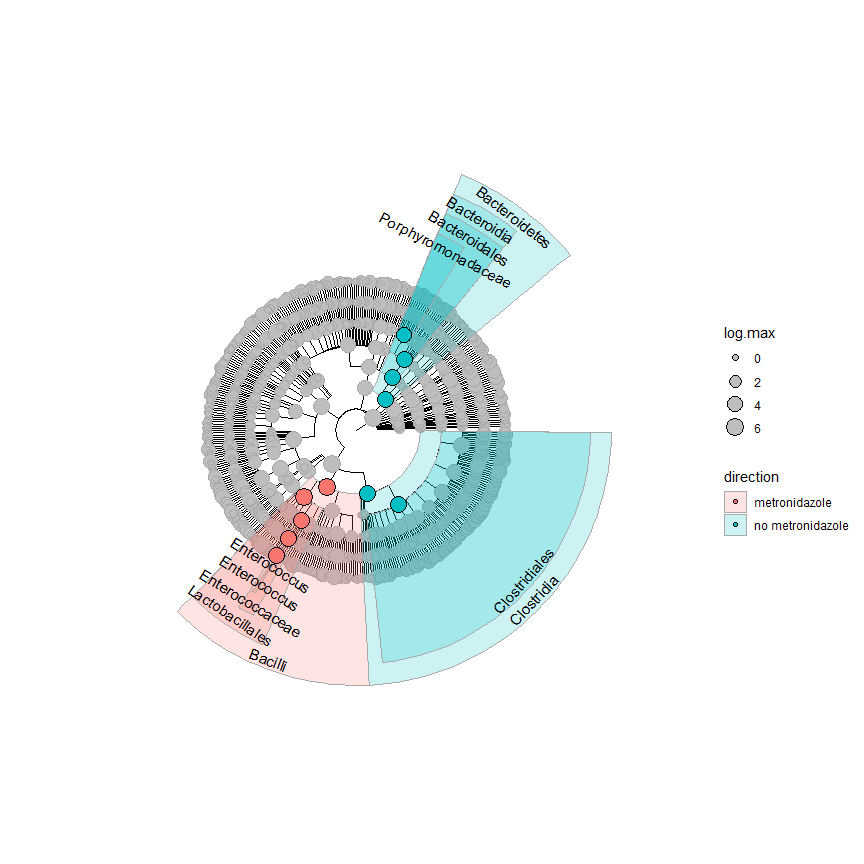 Bacteroidetes
Bacteroidia
Bacteroidales
Porphyromonadaceae
log.max
0
2
4
6
direction
metronidazole
no metronidazole
Enterococcus
Enterococcus
Enterococcaceae
Lactobacillales
Bacilli
Clostridiales
Clostridia